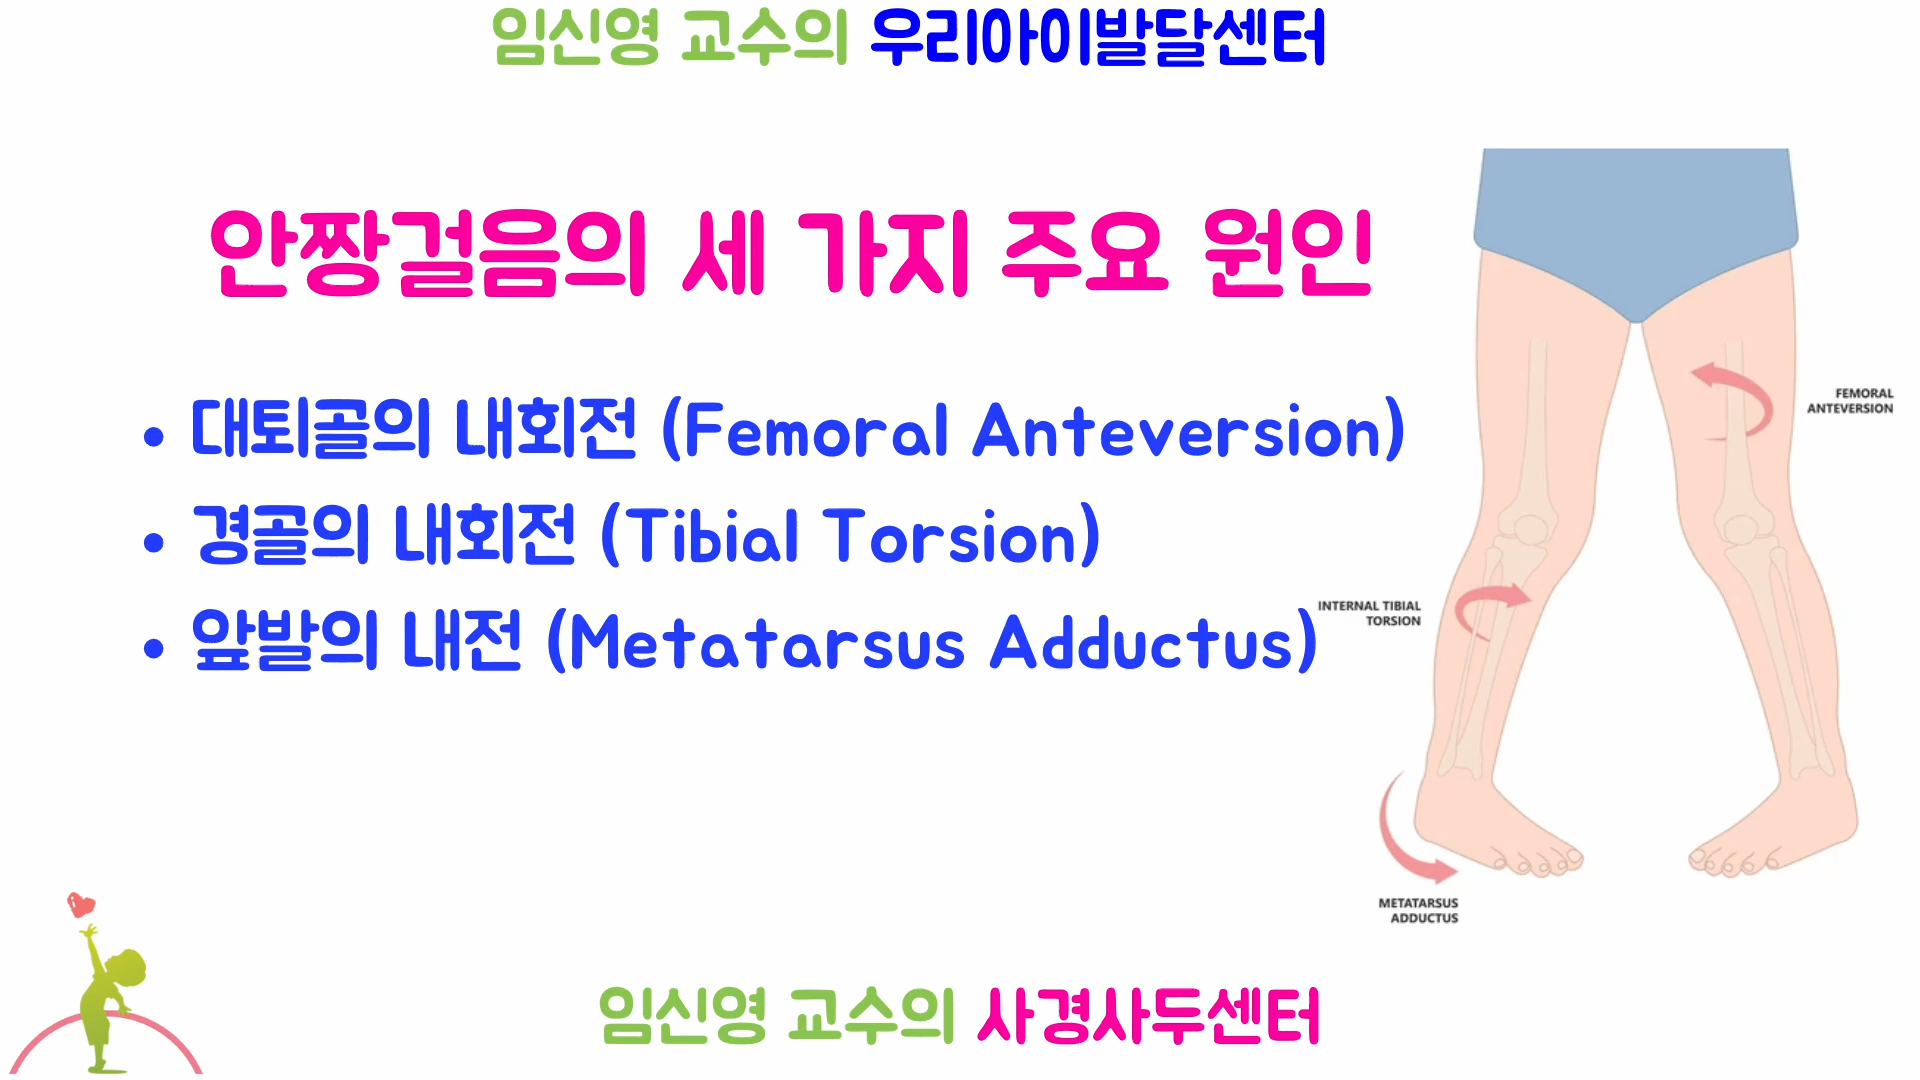 임신영 교수의 우리아이발달센터
안짱걸음의 세 가지 주요 원인
• 대퇴골의 내회전 (Femoral Anteversion)
• 경골의 내회전 (Tibial Torsion)
• 앞발의 내전 (Metatarsus Adductus)
FEMORAL
ANTEVERSION
INTERNAL TIBIAL
TORSION
METATARSUS
ADDUCTUS
임신영 교수의 사경사두센터